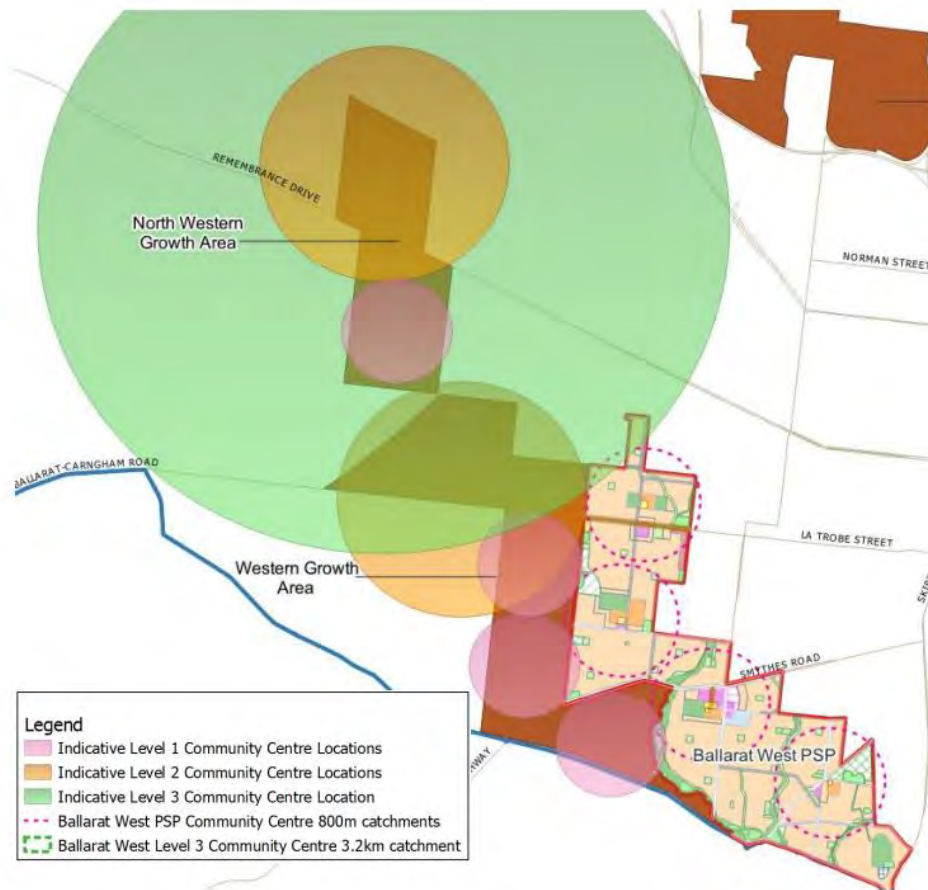 REMEMBRANCE DRIVE
North Western
Growth Area
NORMAN STREET
BALLARAT-CARNGHAM ROAD
LA TROBE STREET
Western Growth
Area
SMYTHES ROAD
Ballarat West PSP
Legend
Indicative Level 1 Community Centre Locations
Indicative Level 2 Community Centre Locations
Indicative Level 3 Community Centre Location
Ballarat West PSP Community Centre 800m catchments
Ballarat West Level 3 Community Centre 3.2km catchment